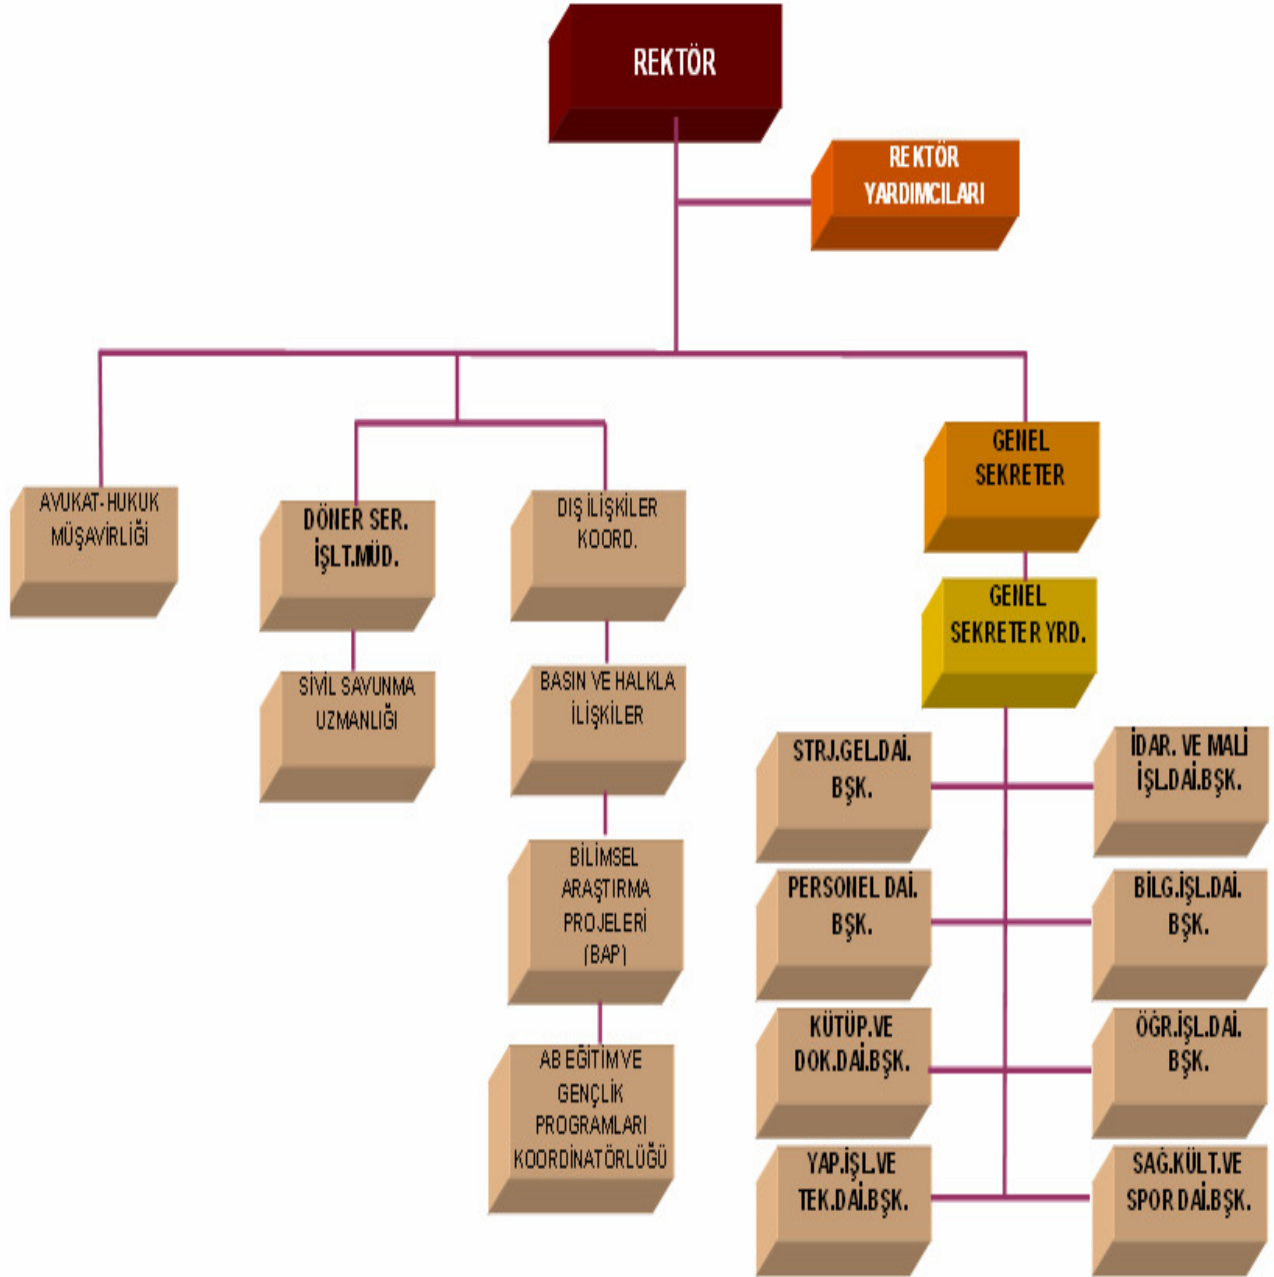 REKTÖR
REKTÖR
YARDIMCILARI
AVUKAT-HUKUK
MÜŞAVİRLİĞİ
DÖNER SER.
İŞLT.MÜD.
SİVİL SAVUNMA
UZMANLIĞI
DIŞ İLİŞKİLER
KOORD.
BASIN VE HALKLA
İLİŞKİLER
BİLİMSEL
ARAŞTIRMA
PROJELERİ
(BAP)
AB EĞİTİM VE
GENÇLİK
PROGRAMLARI
KOORDİNATÖRLÜĞÜ
GENEL
SEKRETER
GENEL
SEKRETER YRD.
STRJ.GEL.DAİ.
BŞK.
İDAR. VE MALİ
İŞL.DAİ.BŞK.
PERSONEL DAİ.
BŞK.
BİLG.İŞL.DAİ.
BŞK.
KÜTÜP.VE
DOK.DAİ.BŞK.
ÖĞR.İŞL.DAİ.
BŞK.
YAP.İŞL.VE
TEK.DAİ.BŞK.
SAĞ.KÜLT.VE
SPOR DAİ.BŞK.